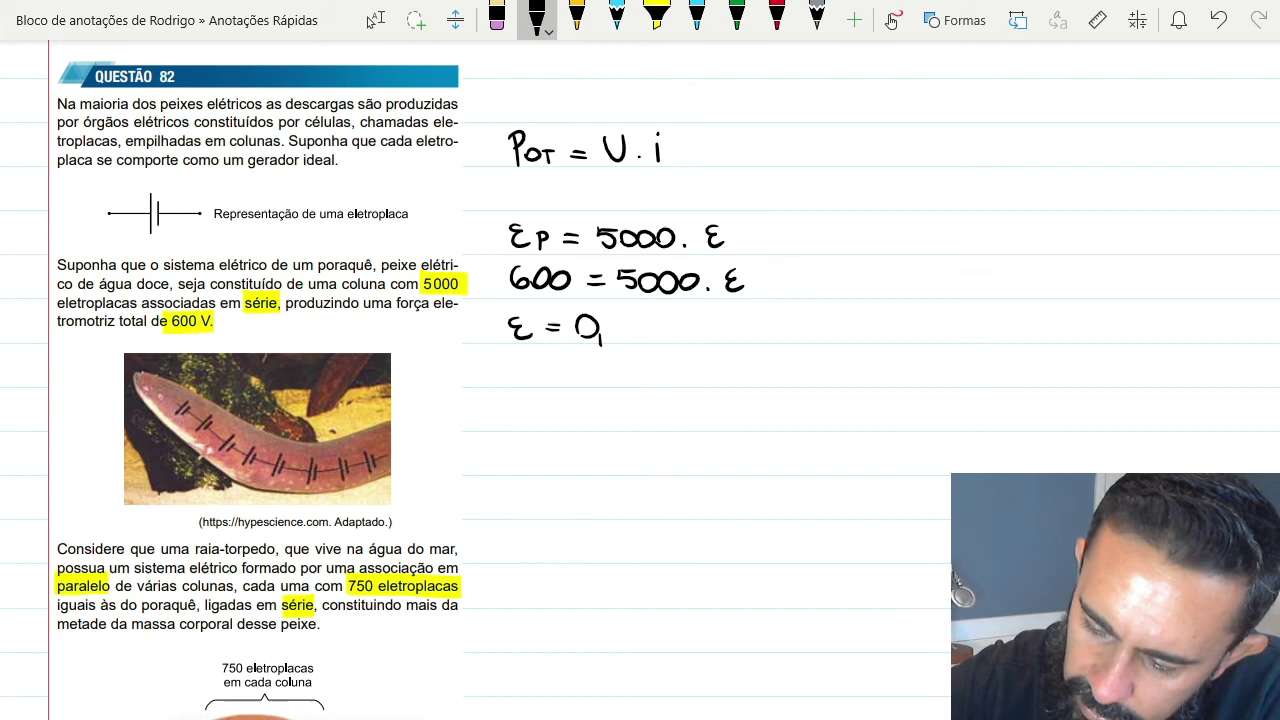 Bloco de anotações de Rodrigo » Anotações Rápidas
Formas
QUESTÃO 82
Na maioria dos peixes elétricos as descargas são produzidas
por órgãos elétricos constituídos por células, chamadas ele-
troplacas, empilhadas em colunas. Suponha que cada eletro-
placa se comporte como um gerador ideal.
Representação de uma eletroplaca
Suponha que o sistema elétrico de um poraquê, peixe elétri-
co de água doce, seja constituído de uma coluna com 5 000
eletroplacas associadas em série, produzindo uma força ele-
tromotriz total de 600 V.
(https://hypescience.com. Adaptado.)
Considere que uma raia-torpedo, que vive na água do mar,
possua um sistema elétrico formado por uma associação em
paralelo de várias colunas, cada uma com 750 eletroplacas
iguais às do poraquê, ligadas em série, constituindo mais da
metade da massa corporal desse peixe.
750 eletroplacas
em cada coluna
POT = U . i
εP = 5000 . ε
600 = 5000 . ε
ε = 0,